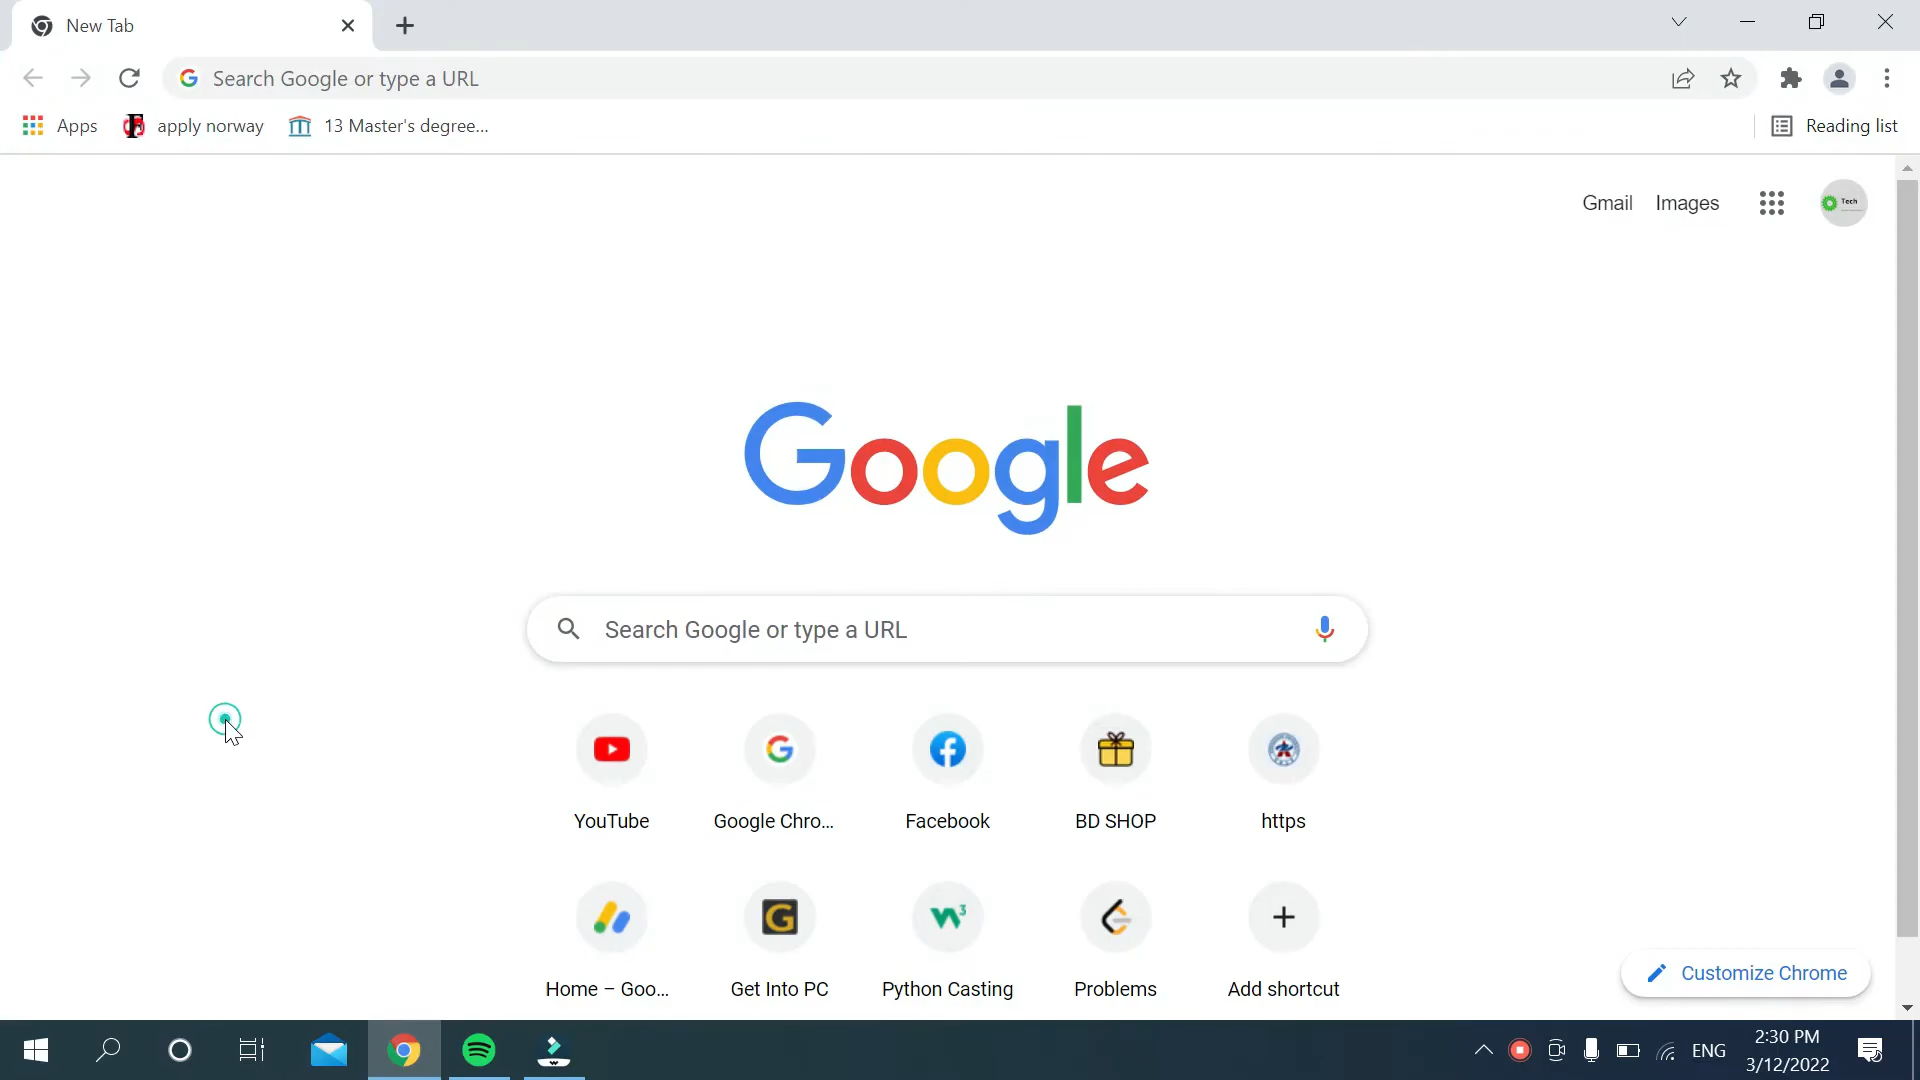 New Tab
Search Google or type a URL
Apps
apply norway
13 Master's degree...
Reading list
Gmail
Images
Tech
Google
Search Google or type a URL
YouTube
Google Chro...
Facebook
BD SHOP
https
Home – Goo...
Get Into PC
Python Casting
Problems
Add shortcut
Customize Chrome
ENG
2:30 PM
3/12/2022